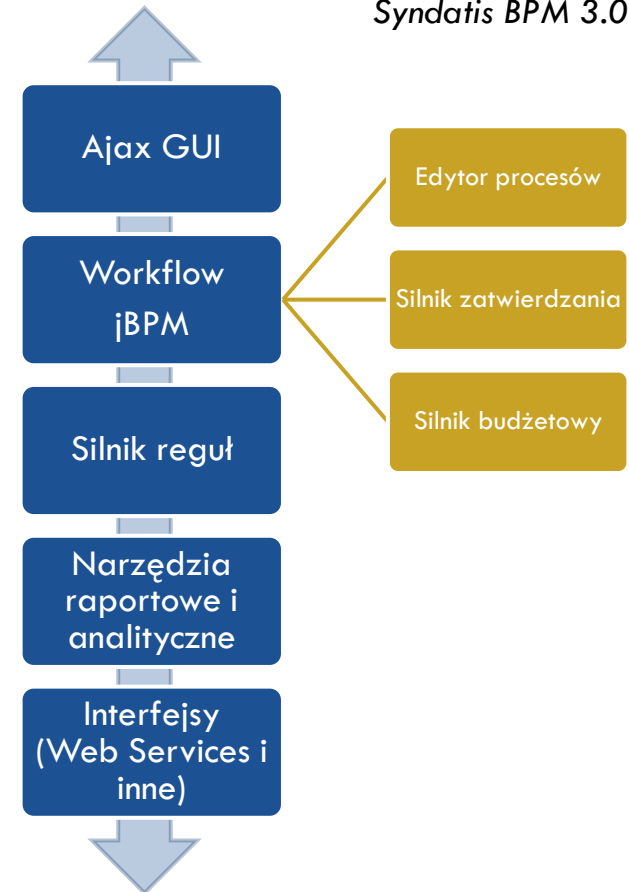 Syndatis BPM 3.0
Ajax GUI
Workflow
jBPM
Silnik reguł
Narzędzia
raportowe i
analityczne
Interfejsy
(Web Services i
inne)
Edytor procesów
Silnik zatwierdzania
Silnik budżetowy